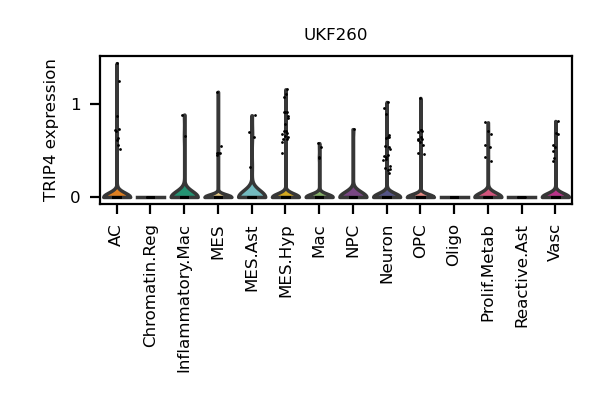 UKF260
TRIP4 expression
1
0
AC
Chromatin.Reg
Inflammatory.Mac
MES
MES.Ast
MES.Hyp
Mac
NPC
Neuron
OPC
Oligo
Prolif.Metab
Reactive.Ast
Vasc